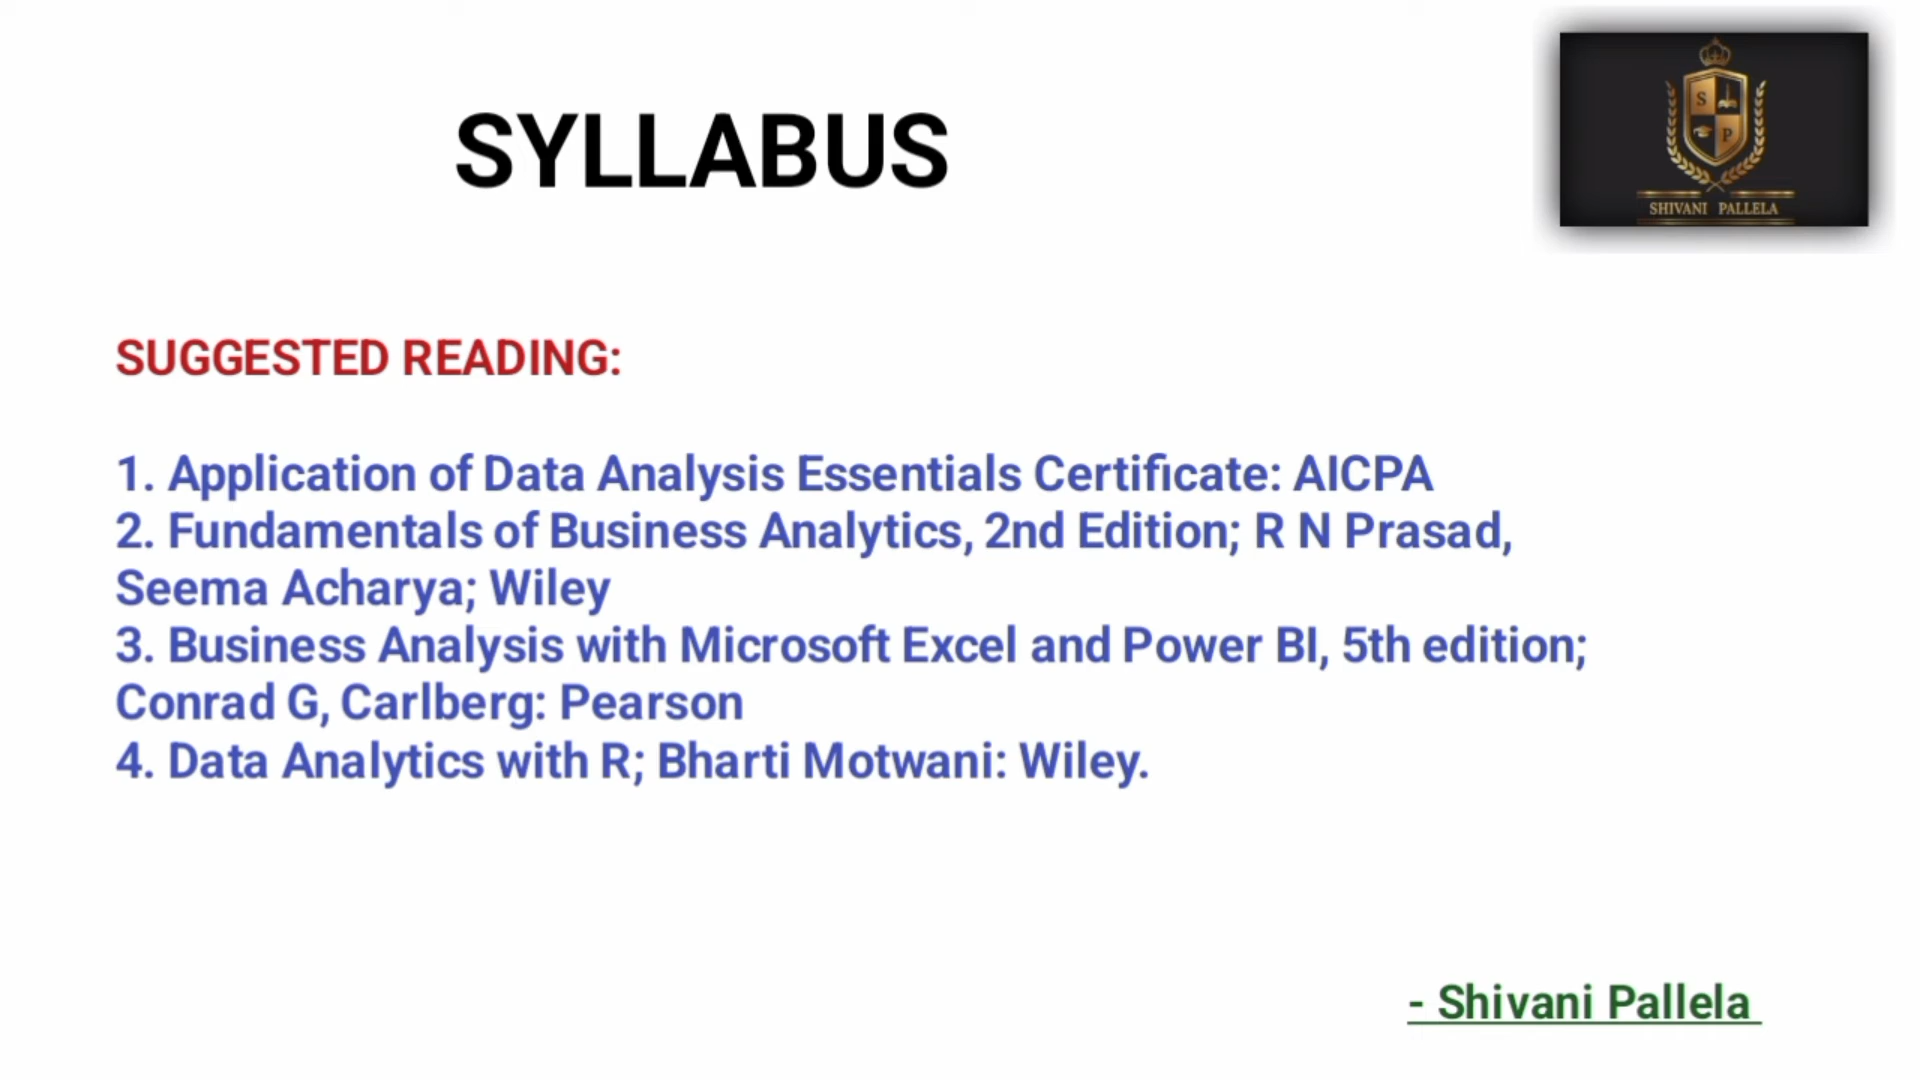 SYLLABUS
S
P
SHIVANI PALLELA
SUGGESTED READING:
1. Application of Data Analysis Essentials Certificate: AICPA
2. Fundamentals of Business Analytics, 2nd Edition; R N Prasad,
Seema Acharya; Wiley
3. Business Analysis with Microsoft Excel and Power BI, 5th edition;
Conrad G, Carlberg: Pearson
4. Data Analytics with R; Bharti Motwani: Wiley.
- Shivani Pallela